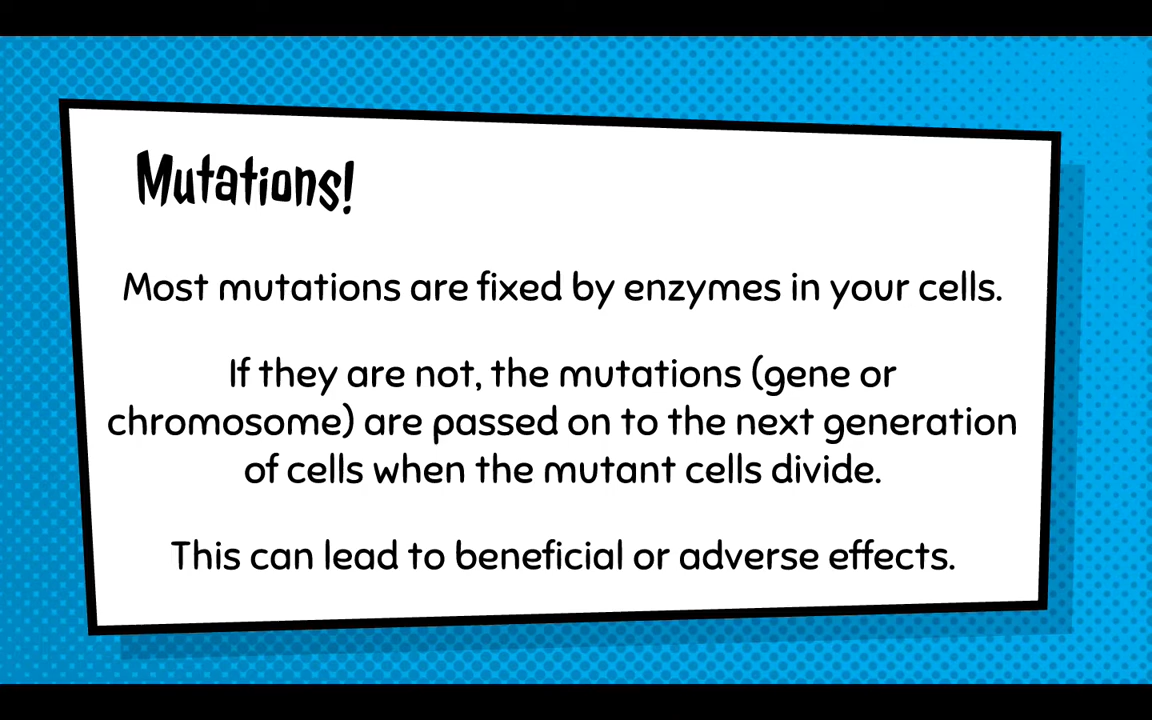 Mutations!
Most mutations are fixed by enzymes in your cells.
If they are not, the mutations (gene or
chromosome) are passed on to the next generation
of cells when the mutant cells divide.
This can lead to beneficial or adverse effects.